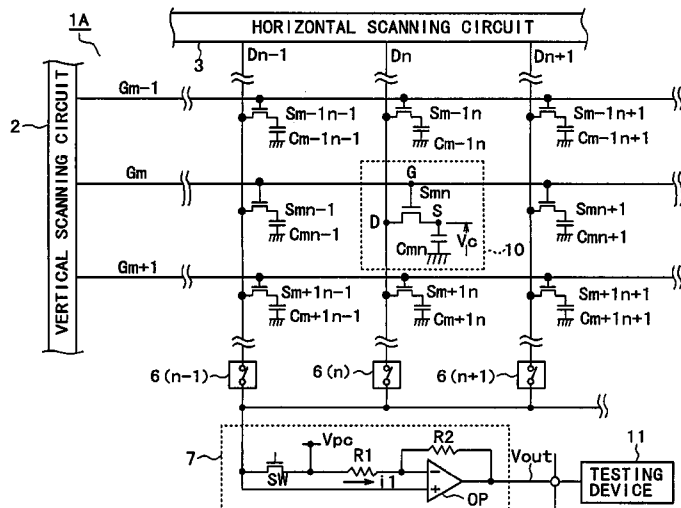 1A
HORIZONTAL SCANNING CIRCUIT
3
Dn-1 Dn Dn+1
VERTICAL SCANNING CIRCUIT
2
Gm-1
Sm-1n-1 Sm-1n Sm-1n+1
Cm-1n-1 Cm-1n Cm-1n+1
Gm
G
Smn-1 Smn Smn+1
D S
Cmn-1 Cmn Vc Cmn+1
10
Gm+1
Sm+1n-1 Sm+1n Sm+1n+1
Cm+1n-1 Cm+1n Cm+1n+1
6(n-1) 6(n) 6(n+1)
7
Vpc
R1 R2
SW i1
- +
OP
Vout
11
TESTING DEVICE